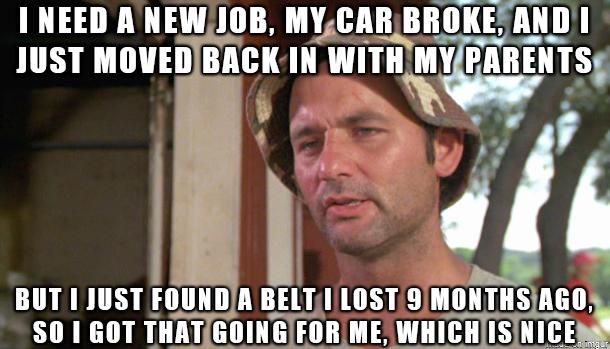 I NEED A NEW JOB, MY CAR BROKE, AND I
JUST MOVED BACK IN WITH MY PARENTS
BUT I JUST FOUND A BELT I LOST 9 MONTHS AGO,
SO I GOT THAT GOING FOR ME, WHICH IS NICE
imgur